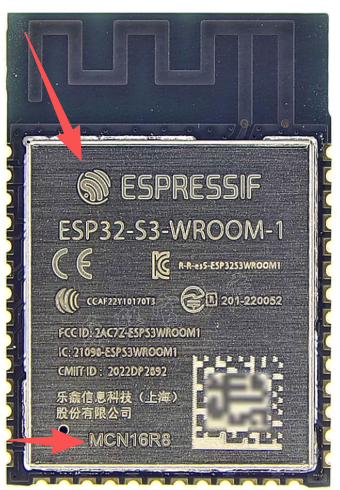 ESPRESSIF
ESP32-S3-WROOM-1
CE R-R-esS-ESP32S3WROOM1
CCAF22Y10170T3 R 201-220052
FCC ID: 2AC7Z-ESPS3WROOM1
IC: 21098-ESPS3WROOM1
CMIIT ID : 2022DP2892
乐鑫信息科技（上海）
股份有限公司
MCN16R8